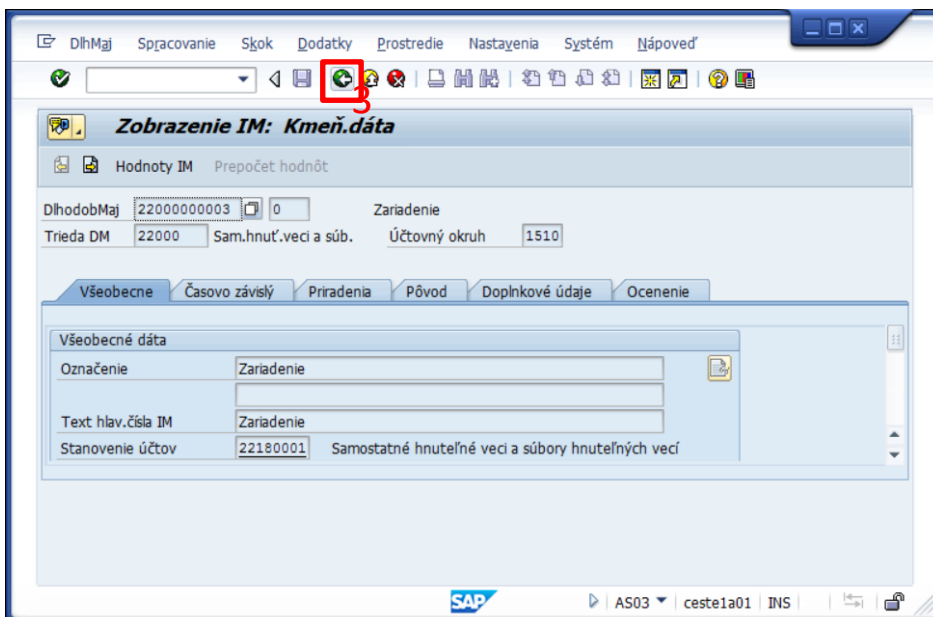 DlhMaj Spracovanie Skok Dodatky Prostredie Nastavenia Systém Nápoveď
3
Zobrazenie IM: Kmeň.dáta
Hodnoty IM Prepočet hodnôt
DlhodobMaj 22000000003 0 Zariadenie
Trieda DM 22000 Sam.hnuť.veci a súb. Účtovný okruh 1510
Všeobecne Časovo závislý Priradenia Pôvod Doplnkové údaje Ocenenie
Všeobecné dáta
Označenie Zariadenie
Text hlav.čísla IM Zariadenie
Stanovenie účtov 22180001 Samostatné hnuteľné veci a súbory hnuteľných vecí
SAP AS03 ceste1a01 INS